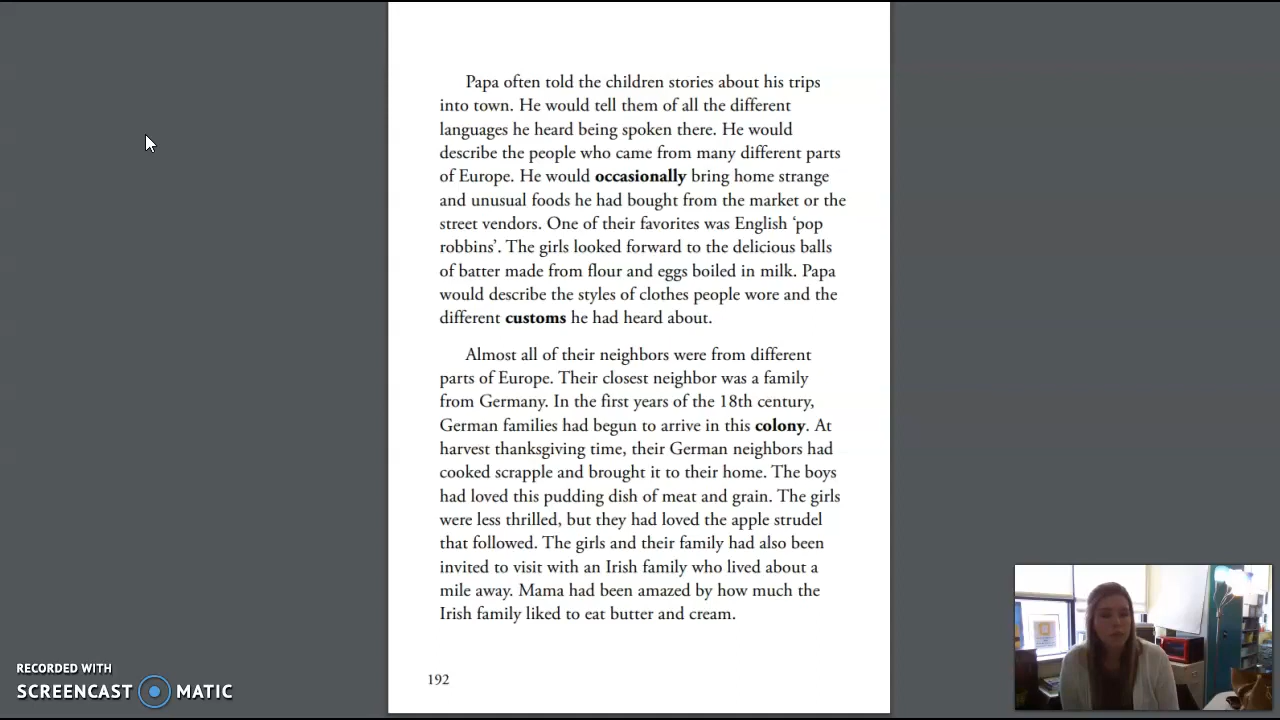 Papa often told the children stories about his trips
into town. He would tell them of all the different
languages he heard being spoken there. He would
describe the people who came from many different parts
of Europe. He would occasionally bring home strange
and unusual foods he had bought from the market or the
street vendors. One of their favorites was English ‘pop
robbins’. The girls looked forward to the delicious balls
of batter made from flour and eggs boiled in milk. Papa
would describe the styles of clothes people wore and the
different customs he had heard about.
Almost all of their neighbors were from different
parts of Europe. Their closest neighbor was a family
from Germany. In the first years of the 18th century,
German families had begun to arrive in this colony. At
harvest thanksgiving time, their German neighbors had
cooked scrapple and brought it to their home. The boys
had loved this pudding dish of meat and grain. The girls
were less thrilled, but they had loved the apple strudel
that followed. The girls and their family had also been
invited to visit with an Irish family who lived about a
mile away. Mama had been amazed by how much the
Irish family liked to eat butter and cream.
192
RECORDED WITH
SCREENCAST MATIC